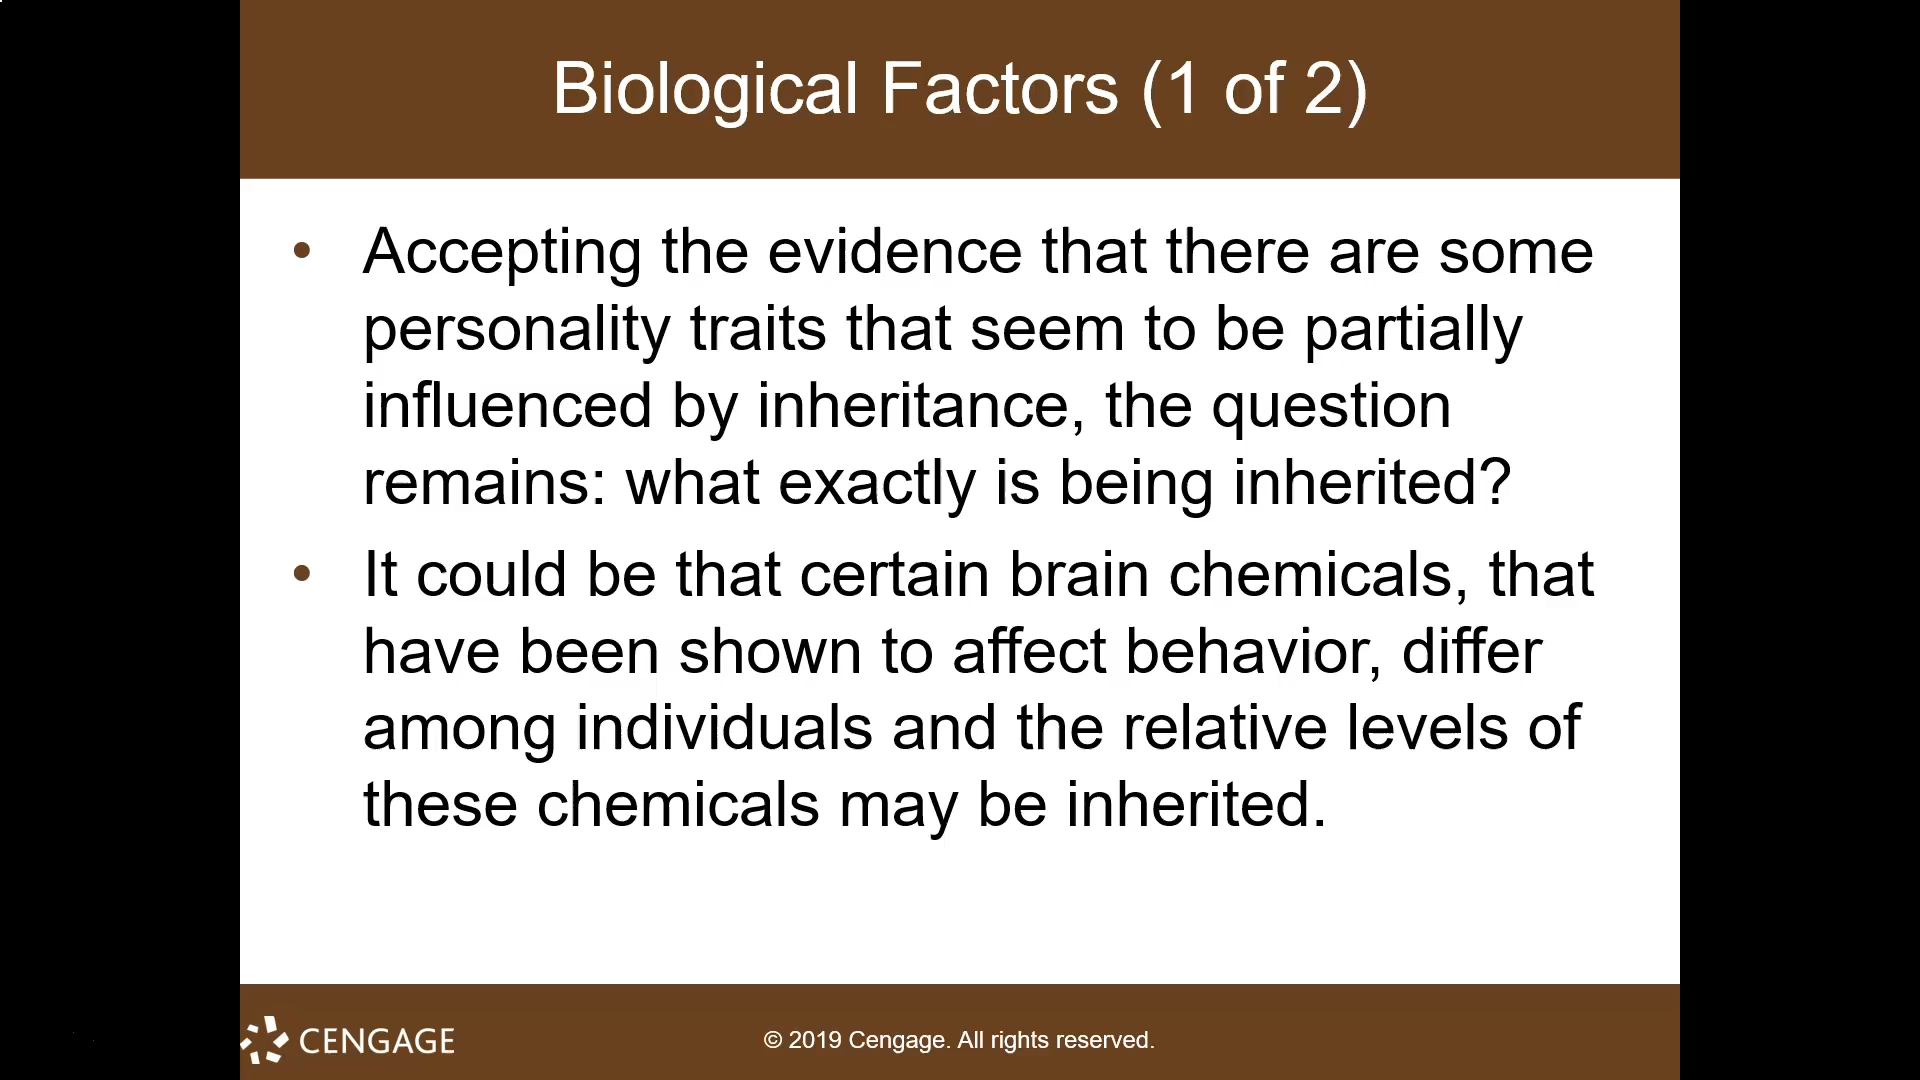 Biological Factors (1 of 2)
• Accepting the evidence that there are some
personality traits that seem to be partially
influenced by inheritance, the question
remains: what exactly is being inherited?
• It could be that certain brain chemicals, that
have been shown to affect behavior, differ
among individuals and the relative levels of
these chemicals may be inherited.
CENGAGE
© 2019 Cengage. All rights reserved.